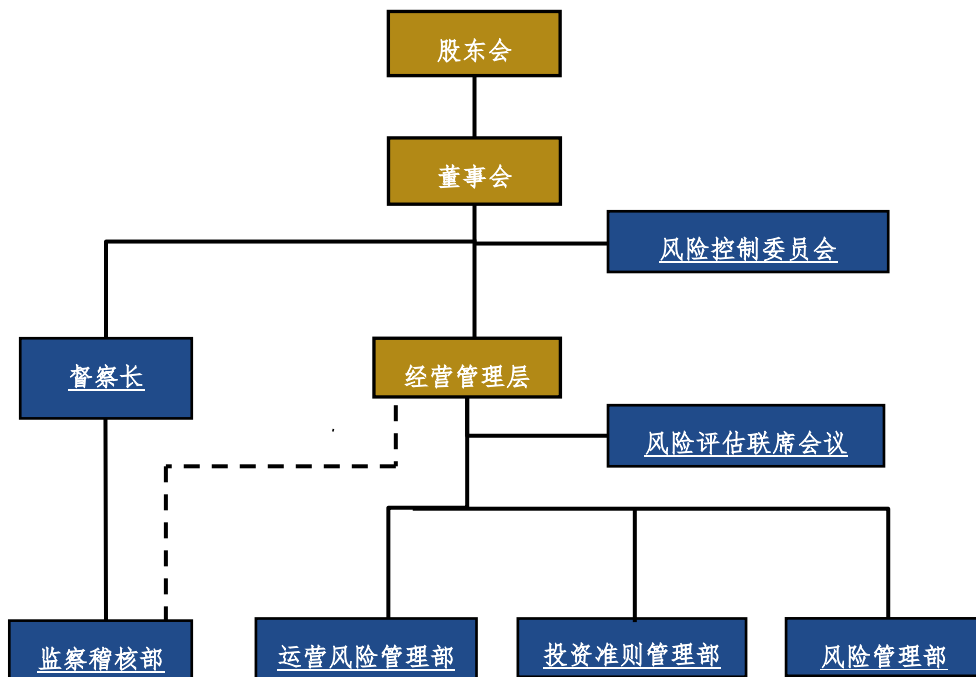 股东会
董事会
风险控制委员会
督察长
经营管理层
风险评估联席会议
监察稽核部
运营风险管理部
投资准则管理部
风险管理部